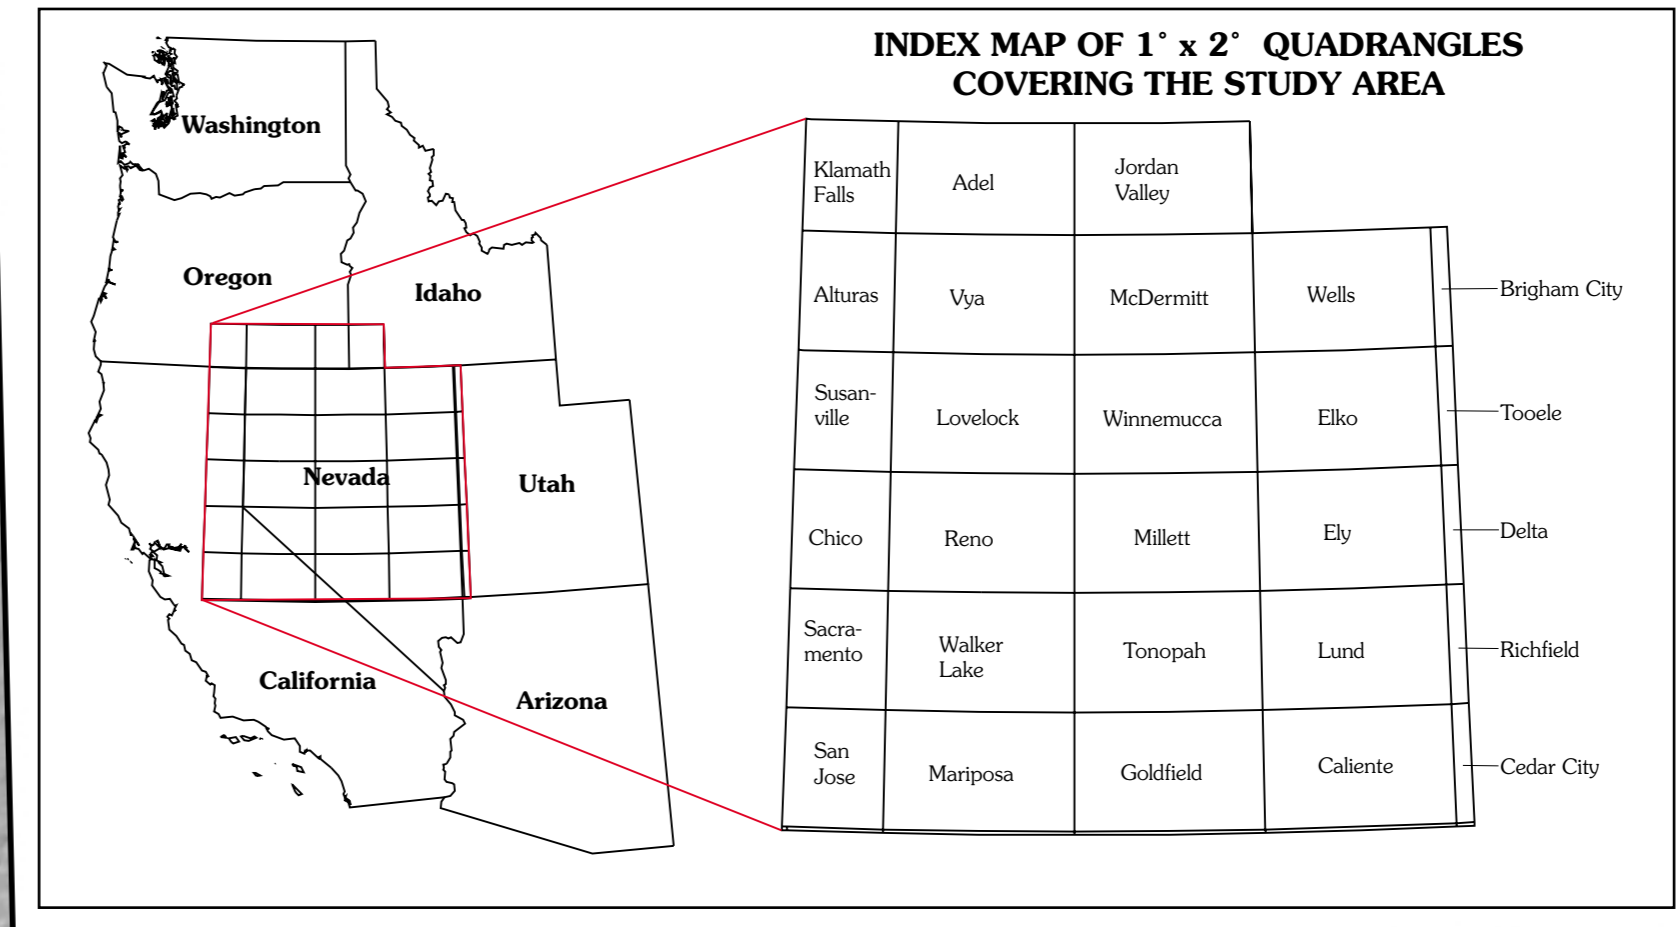 INDEX MAP OF 1° x 2° QUADRANGLES
COVERING THE STUDY AREA
Washington
Oregon
Idaho
Nevada
Utah
California
Arizona
Klamath
Falls
Adel
Jordan
Valley
Alturas
Vya
McDermitt
Wells
Brigham City
Susan-
ville
Lovelock
Winnemucca
Elko
Tooele
Chico
Reno
Millett
Ely
Delta
Sacra-
mento
Walker
Lake
Tonopah
Lund
Richfield
San
Jose
Mariposa
Goldfield
Caliente
Cedar City